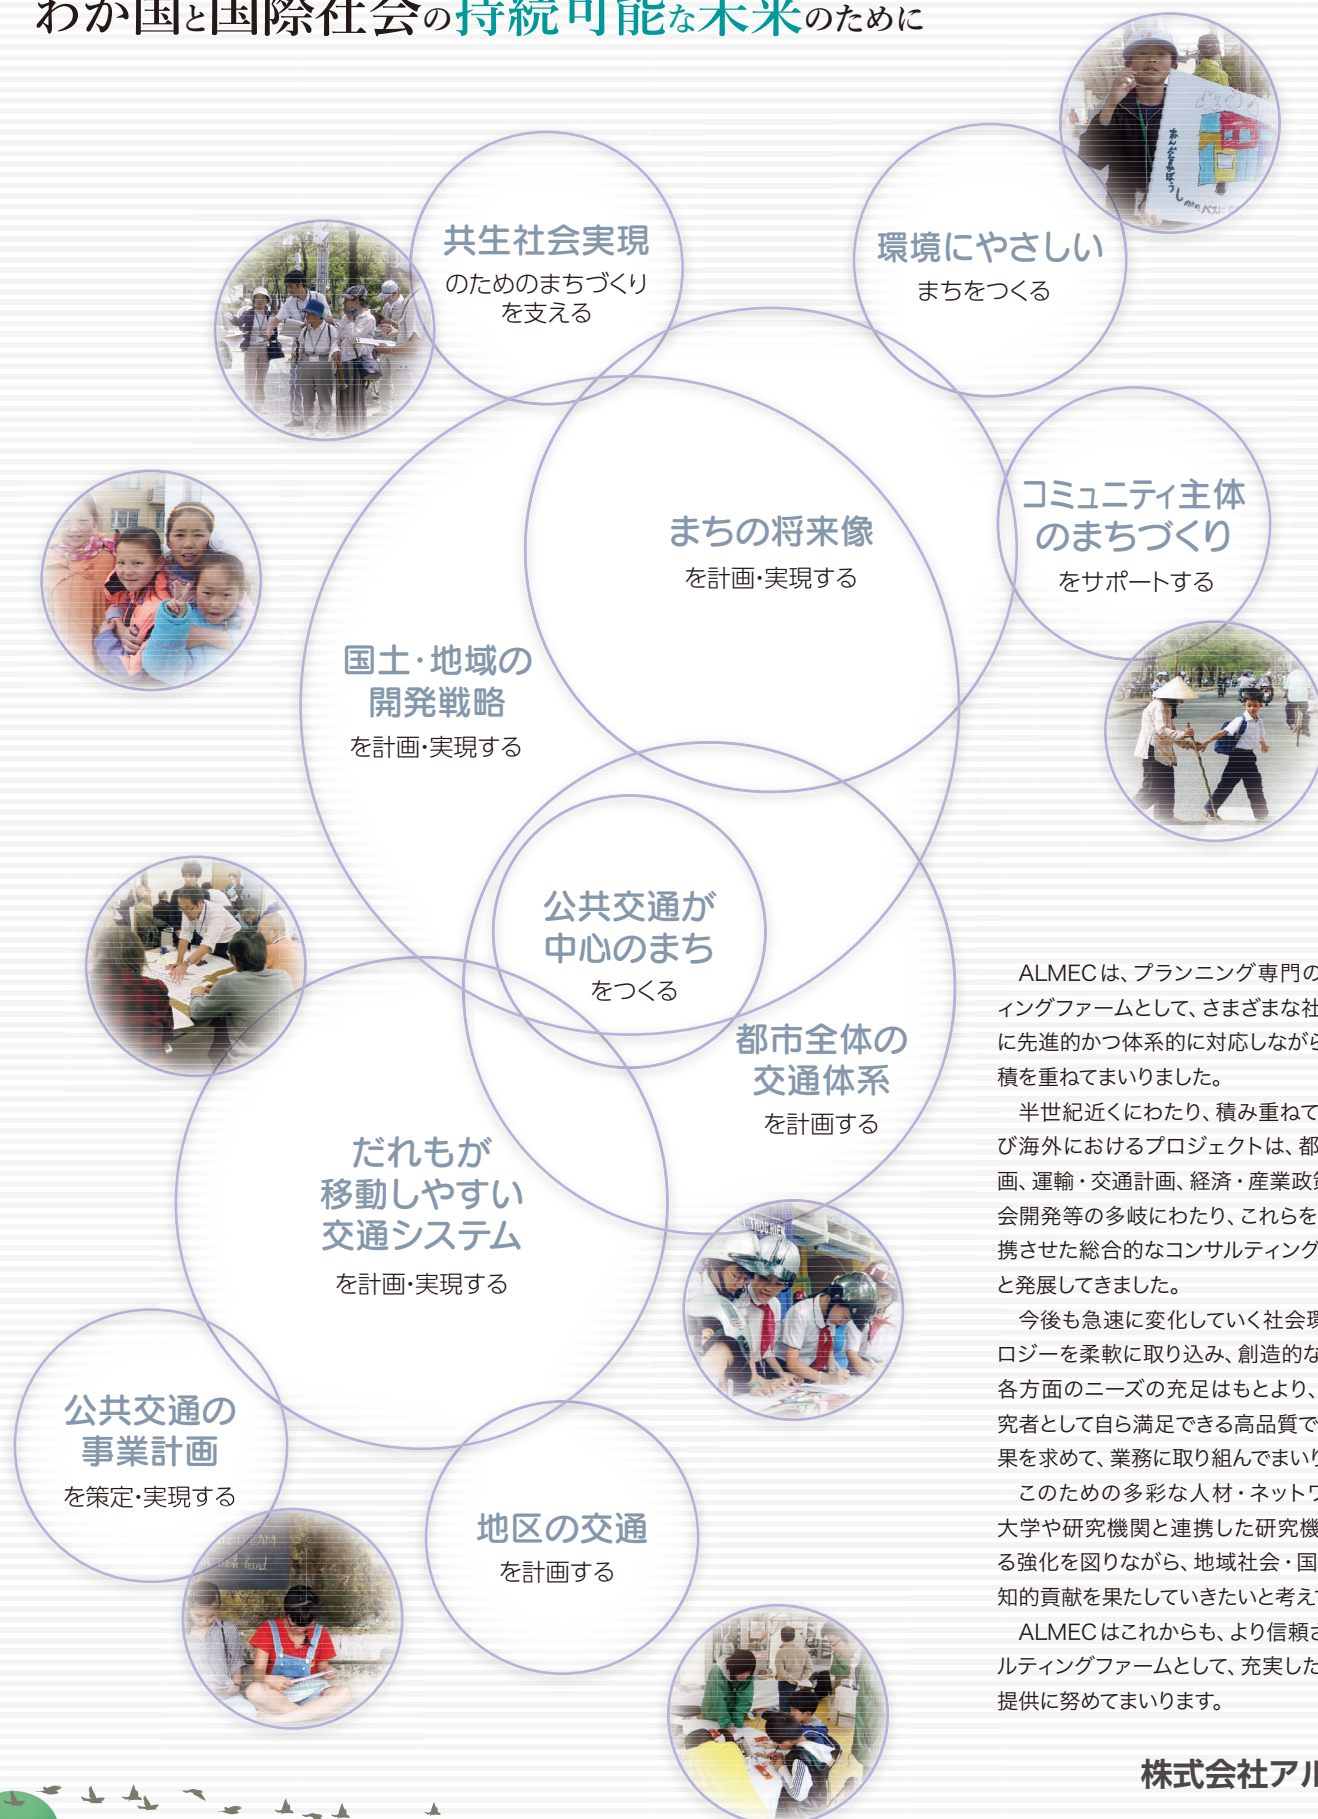 わが国と国際社会の持続可能な未来のために
共生社会実現
のためのまちづくり
を支える
環境にやさしい
まちをつくる
コミュニティ主体
のまちづくり
をサポートする
まちの将来像
を計画・実現する
国土・地域の
開発戦略
を計画・実現する
公共交通が
中心のまち
をつくる
都市全体の
交通体系
を計画する
だれもが
移動しやすい
交通システム
を計画・実現する
公共交通の
事業計画
を策定・実現する
地区の交通
を計画する
ALMECは、プランニング専門の
ィングファームとして、さまざまな社
に先進的かつ体系的に対応しながら
積を重ねてまいりました。
半世紀近くにわたり、積み重ねて
び海外におけるプロジェクトは、都
画、運輸・交通計画、経済・産業政策
会開発等の多岐にわたり、これらを
携させた総合的なコンサルティング
と発展してきました。
今後も急速に変化していく社会環
ロジーを柔軟に取り込み、創造的な
各方面のニーズの充足はもとより、
究者として自ら満足できる高品質で
果を求めて、業務に取り組んでまいり
このための多彩な人材・ネットワ
大学や研究機関と連携した研究機
る強化を図りながら、地域社会・国
知的貢献を果たしていきたいと考えて
ALMECはこれからも、より信頼さ
ルティングファームとして、充実した
提供に努めてまいります。
株式会社アル